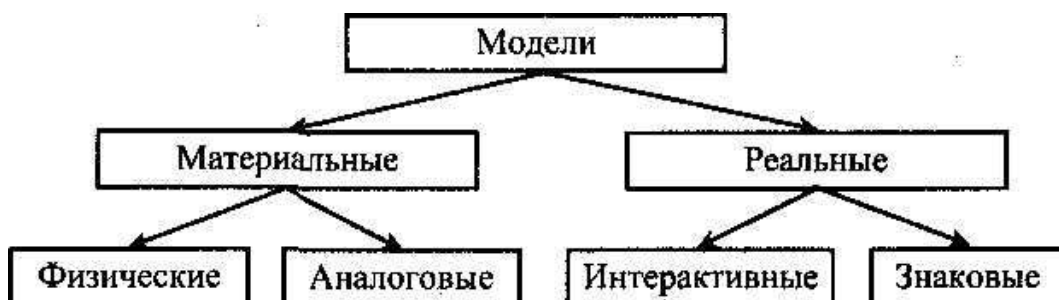 Модели
Материальные
Реальные
Физические
Аналоговые
Интерактивные
Знаковые